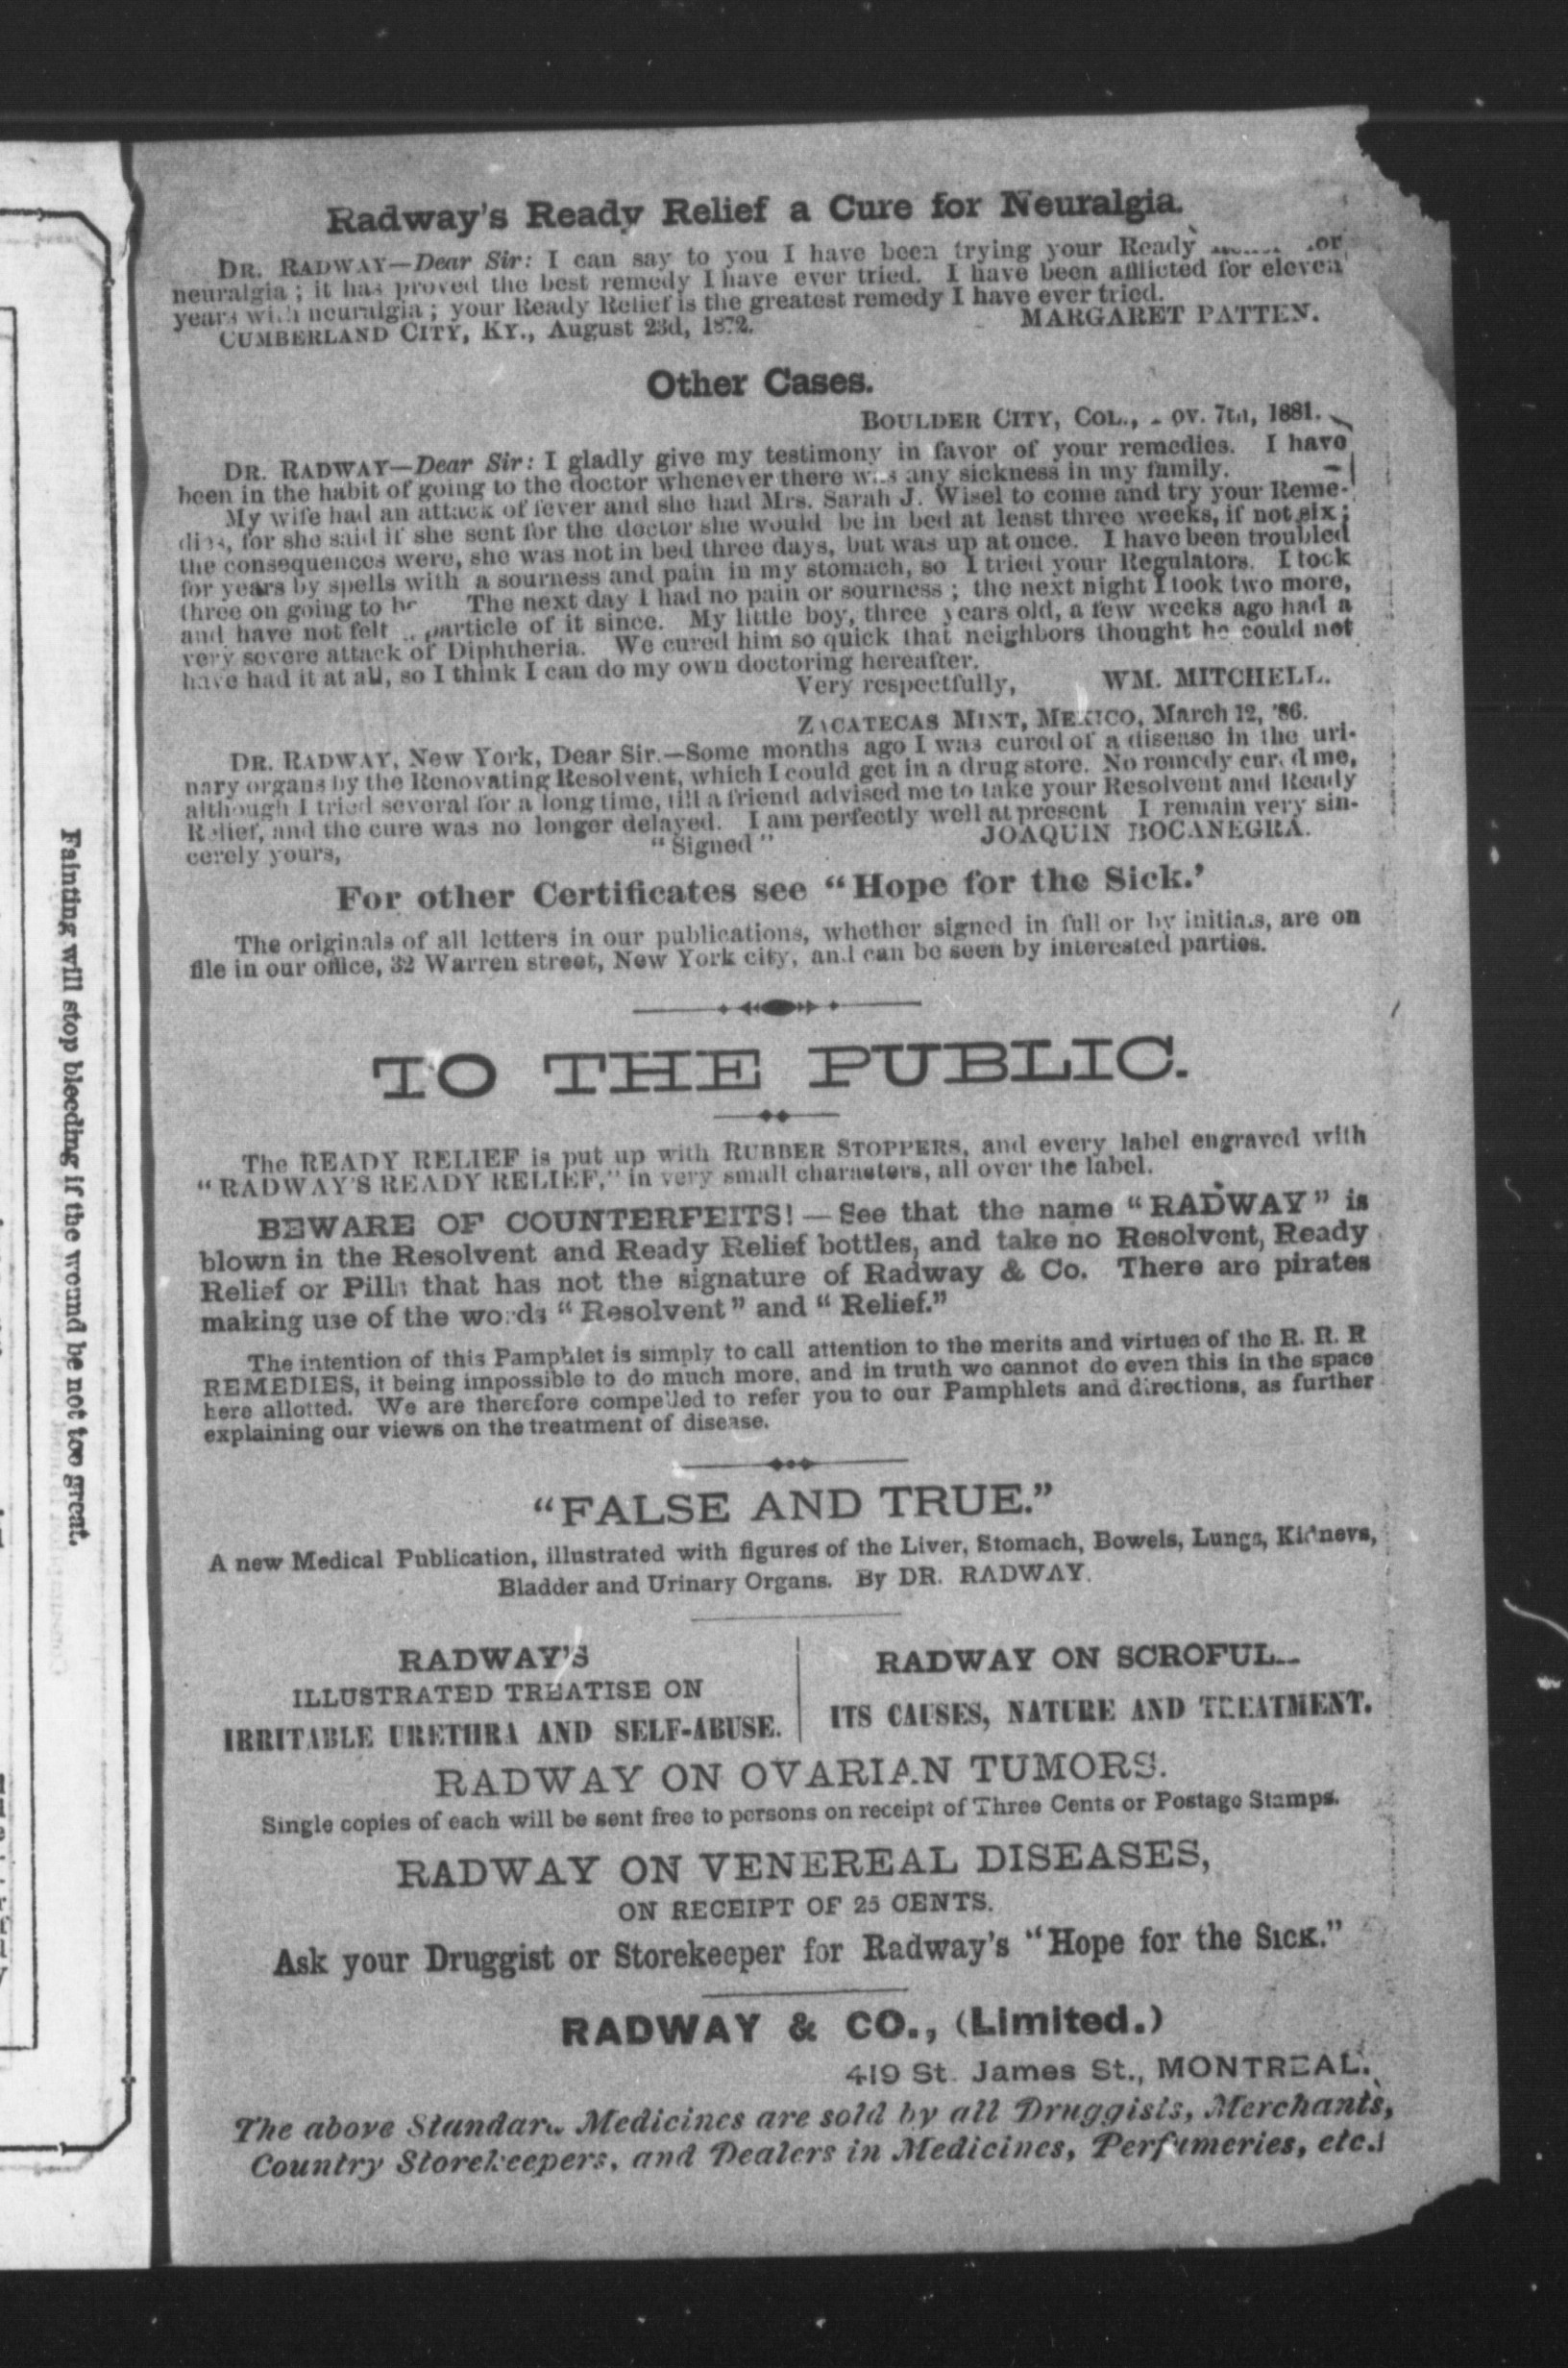 Radway's Ready Relief a Cure for Neuralgia.
DR. RADWAY—Dear Sir: I can say to you I have been trying your Ready
neuralgia; it has proved the best remedy I have ever tried. I have been afflicted for eleven
years with neuralgia; your Ready Relief is the greatest remedy I have ever tried.
MARGARET PATTEN.
CUMBERLAND CITY, KY., August 23d, 1872.
Other Cases.
BOULDER CITY, COL., ov. 7th, 1881.
DR. RADWAY—Dear Sir: I gladly give my testimony in favor of your remedies. I have
been in the habit of going to the doctor whenever there was any sickness in my family.
My wife had an attack of fever and she had Mrs. Sarah J. Wisel to come and try your Reme-
dies, for she said if she sent for the doctor she would be in bed at least three weeks, if not six;
the consequences were, she was not in bed three days, but was up at once. I have been troubled
for years by spells with a sourness and pain in my stomach, so I tried your Regulators. I took
three on going to The next day I had no pain or sourness; the next night I took two more,
and have not felt particle of it since. My little boy, three years old, a few weeks ago had a
very severe attack of Diphtheria. We cured him so quick that neighbors thought he could not
have had it at all, so I think I can do my own doctoring hereafter.
Very respectfully, WM. MITCHELL.
ZACATECAS MINT, MEXICO, March 12, '86.
DR. RADWAY, New York, Dear Sir.—Some months ago I was cured of a disease in the uri-
nary organs by the Renovating Resolvent, which I could get in a drug store. No remedy cured me,
although I tried several for a long time, till a friend advised me to take your Resolvent and Ready
Relief, and the cure was no longer delayed. I am perfectly well at present I remain very sin-
cerely yours, "Signed" JOAQUIN BOCANEGRA.
For other Certificates see "Hope for the Sick.'
The originals of all letters in our publications, whether signed in full or by initials, are on
file in our office, 32 Warren street, New York city, and can be seen by interested parties.
TO THE PUBLIC.
The READY RELIEF is put up with RUBBER STOPPERS, and every label engraved with
"RADWAY'S READY RELIEF," in very small characters, all over the label.
BEWARE OF COUNTERFEITS!—See that the name "RADWAY" is
blown in the Resolvent and Ready Relief bottles, and take no Resolvent, Ready
Relief or Pills that has not the signature of Radway & Co. There are pirates
making use of the words "Resolvent" and "Relief."
The intention of this Pamphlet is simply to call attention to the merits and virtues of the R. R. R
REMEDIES, it being impossible to do much more, and in truth we cannot do even this in the space
here allotted. We are therefore compelled to refer you to our Pamphlets and directions, as further
explaining our views on the treatment of disease.
"FALSE AND TRUE."
A new Medical Publication, illustrated with figures of the Liver, Stomach, Bowels, Lungs, Kidneys,
Bladder and Urinary Organs. By DR. RADWAY.
RADWAY'S
ILLUSTRATED TREATISE ON
IRRITABLE URETHRA AND SELF-ABUSE.
RADWAY ON SCROFUL
ITS CAUSES, NATURE AND TREATMENT.
RADWAY ON OVARIAN TUMORS.
Single copies of each will be sent free to persons on receipt of Three Cents or Postage Stamps.
RADWAY ON VENEREAL DISEASES,
ON RECEIPT OF 25 CENTS.
Ask your Druggist or Storekeeper for Radway's "Hope for the SICK."
RADWAY & CO., (Limited.)
419 St. James St., MONTREAL.
The above Standard Medicines are sold by all Druggists, Merchants,
Country Storekeepers, and Dealers in Medicines, Perfumeries, etc.
Fainting will stop bleeding if the wound be not too great.